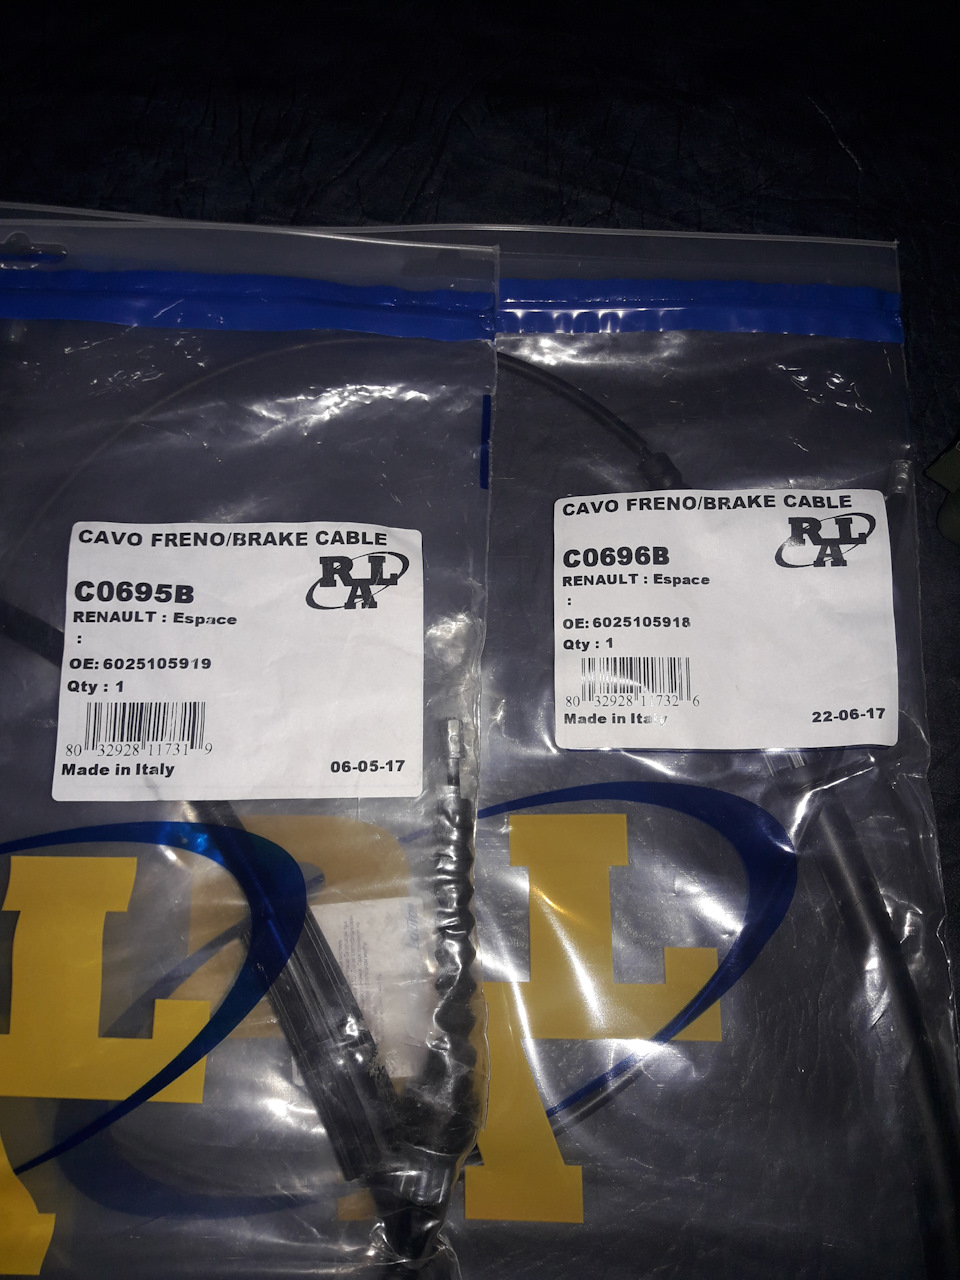 CAVO FRENO/BRAKE CABLE
RAL
C0695B
RENAULT : Espace
:
OE: 6025105919
Qty : 1
80 32928 11731 9
Made in Italy
06-05-17
CAVO FRENO/BRAKE CABLE
RAL
C0696B
RENAULT : Espace
:
OE: 6025105918
Qty : 1
80 32928 11732 6
Made in Italy
22-06-17
L
L